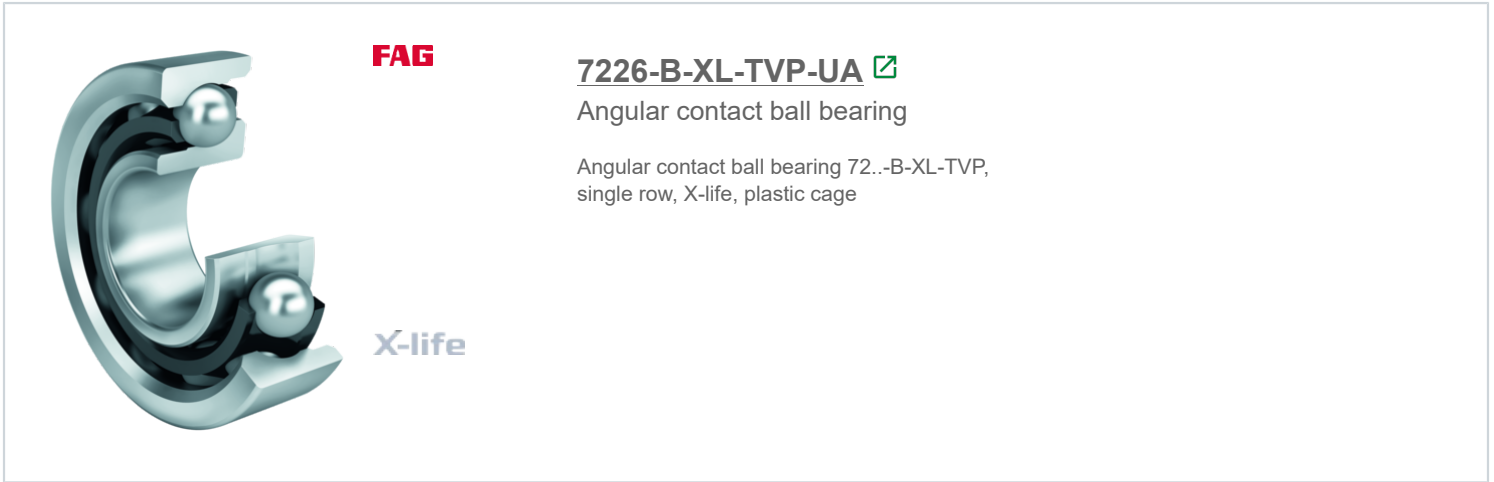 FAG
7226-B-XL-TVP-UA
Angular contact ball bearing
Angular contact ball bearing 72..-B-XL-TVP,
single row, X-life, plastic cage
X-life